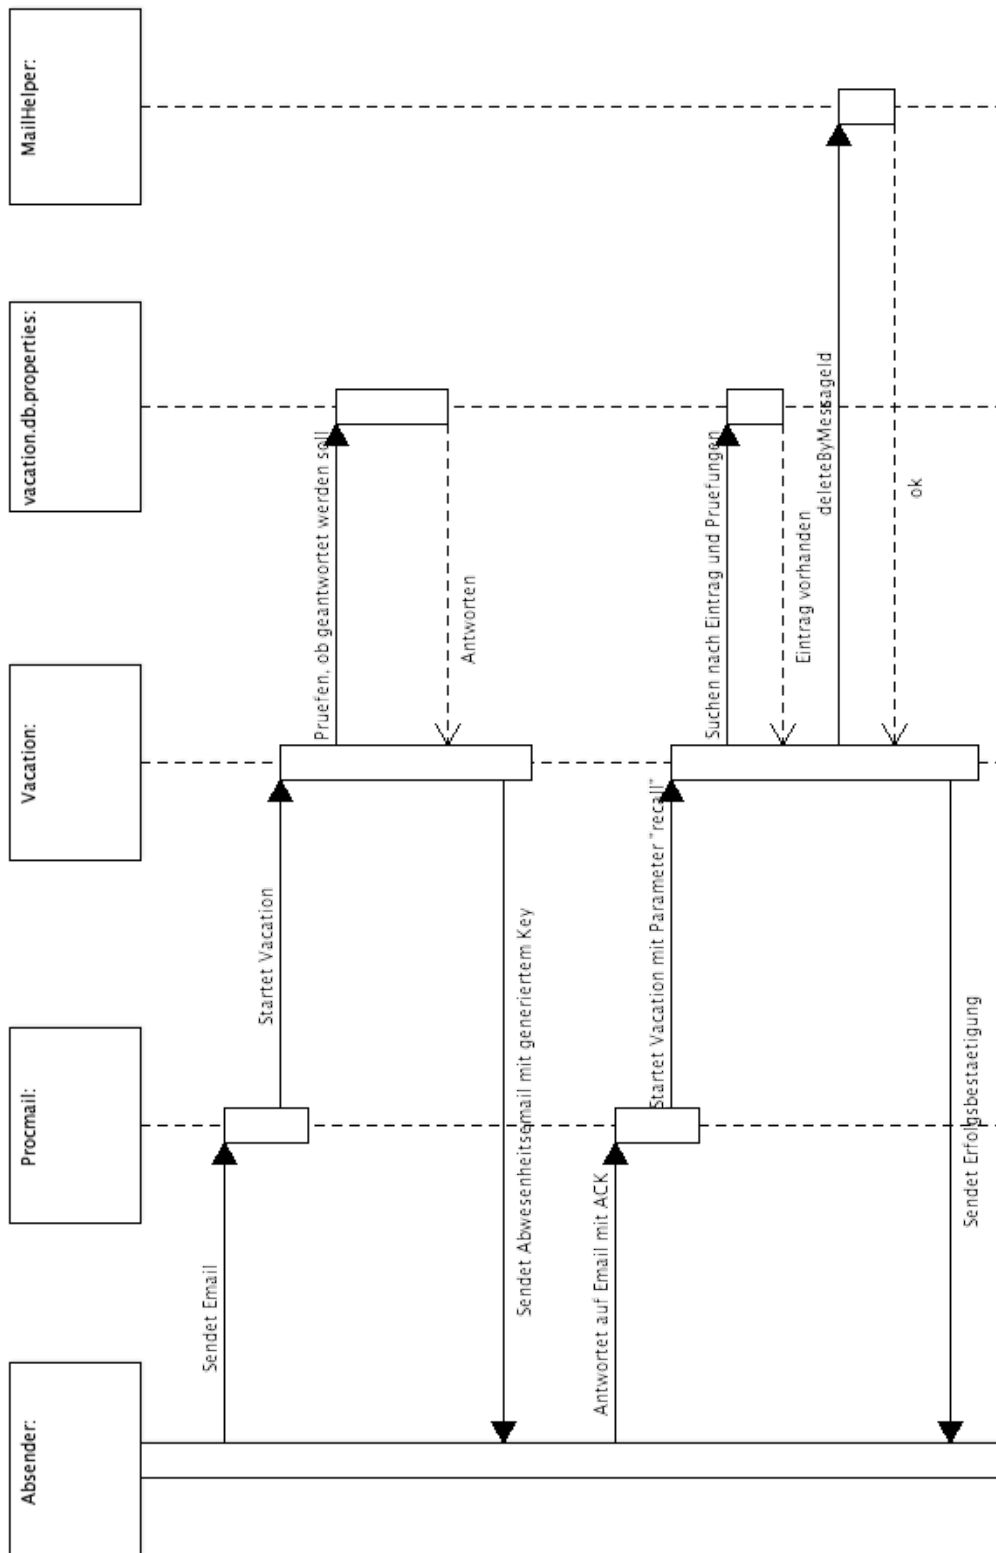 Absender:
Procmail:
Vacation:
vacation.db.properties:
MailHelper:
Sendet Email
Startet Vacation
Pruefen, ob geantwortet werden soll
Antworten
Sendet Abwesenheitsemail mit generiertem Key
Antwortet auf Email mit ACK
Startet Vacation mit Parameter "recall"
Suchen nach Eintrag und Pruefungen
Eintrag vorhanden
deleteByMessageId
ok
Sendet Erfolgsbestaetigung